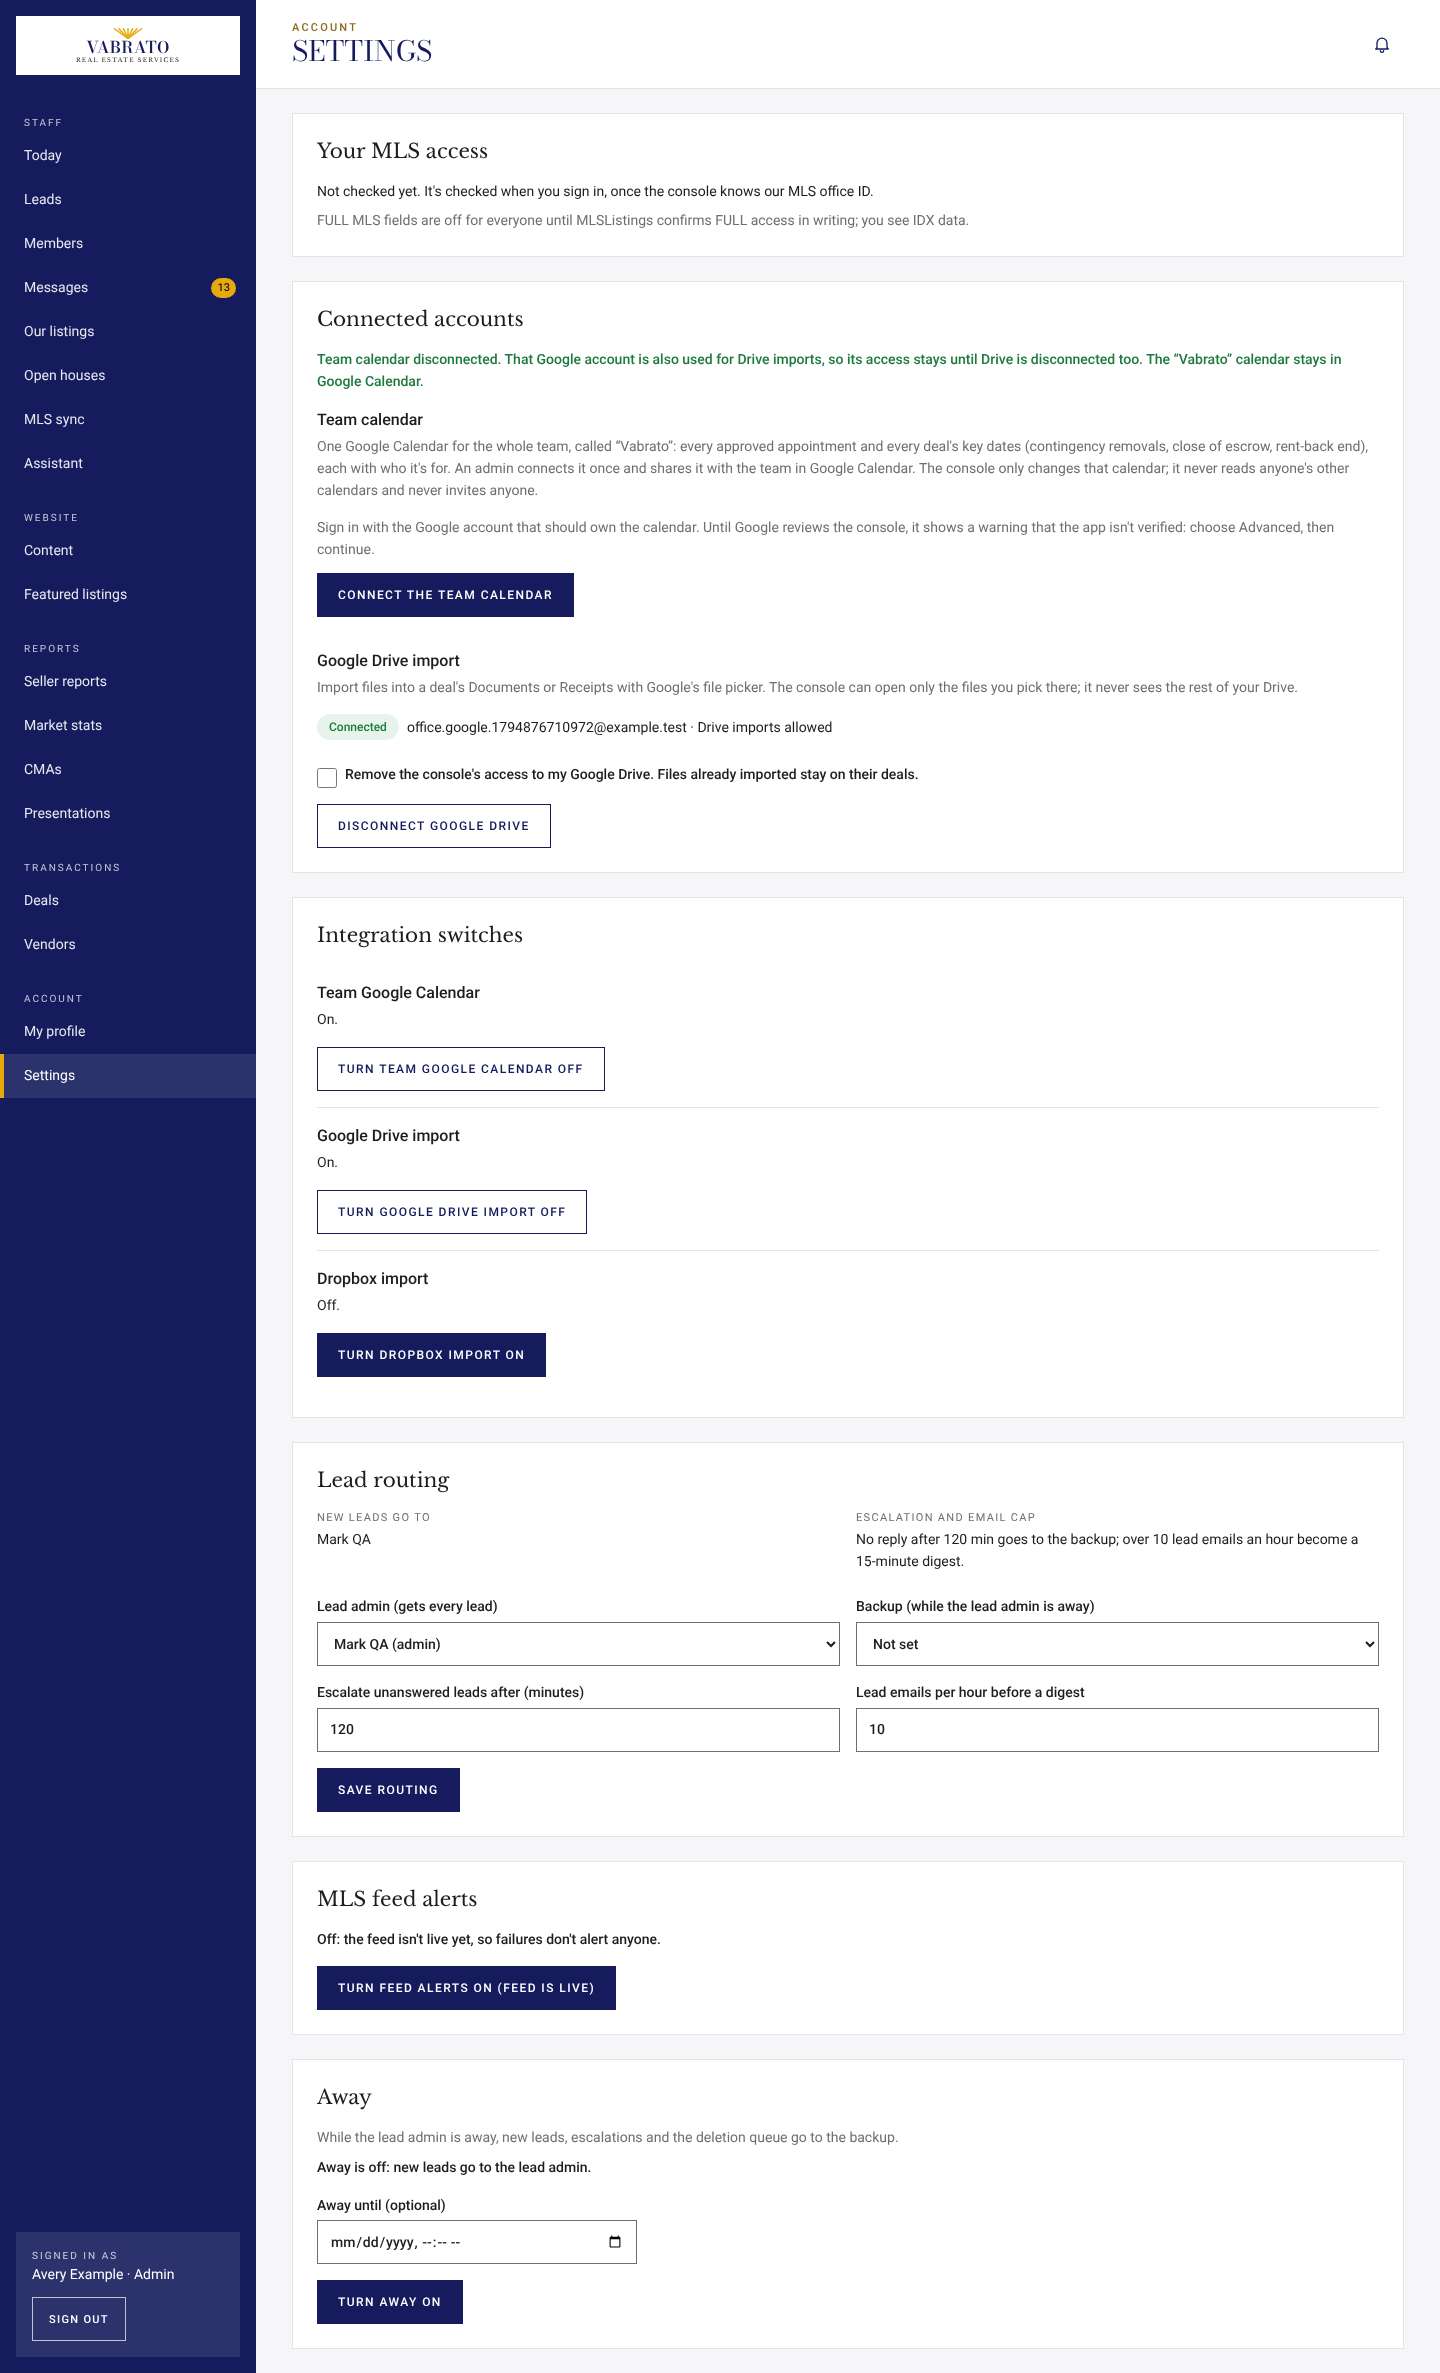 VABRATO
REAL ESTATE SERVICES
STAFF
Today
Leads
Members
Messages
13
Our listings
Open houses
MLS sync
Assistant
WEBSITE
Content
Featured listings
REPORTS
Seller reports
Market stats
CMAs
Presentations
TRANSACTIONS
Deals
Vendors
ACCOUNT
My profile
Settings
SIGNED IN AS
Avery Example · Admin
SIGN OUT
ACCOUNT
SETTINGS
Your MLS access
Not checked yet. It's checked when you sign in, once the console knows our MLS office ID.
FULL MLS fields are off for everyone until MLSListings confirms FULL access in writing; you see IDX data.
Connected accounts
Team calendar disconnected. That Google account is also used for Drive imports, so its access stays until Drive is disconnected too. The “Vabrato” calendar stays in
Google Calendar.
Team calendar
One Google Calendar for the whole team, called “Vabrato”: every approved appointment and every deal's key dates (contingency removals, close of escrow, rent-back end),
each with who it's for. An admin connects it once and shares it with the team in Google Calendar. The console only changes that calendar; it never reads anyone's other
calendars and never invites anyone.
Sign in with the Google account that should own the calendar. Until Google reviews the console, it shows a warning that the app isn't verified: choose Advanced, then
continue.
CONNECT THE TEAM CALENDAR
Google Drive import
Import files into a deal's Documents or Receipts with Google's file picker. The console can open only the files you pick there; it never sees the rest of your Drive.
Connected
office.google.1794876710972@example.test · Drive imports allowed
Remove the console's access to my Google Drive. Files already imported stay on their deals.
DISCONNECT GOOGLE DRIVE
Integration switches
Team Google Calendar
On.
TURN TEAM GOOGLE CALENDAR OFF
Google Drive import
On.
TURN GOOGLE DRIVE IMPORT OFF
Dropbox import
Off.
TURN DROPBOX IMPORT ON
Lead routing
NEW LEADS GO TO
Mark QA
ESCALATION AND EMAIL CAP
No reply after 120 min goes to the backup; over 10 lead emails an hour become a
15-minute digest.
Lead admin (gets every lead)
Mark QA (admin)
Backup (while the lead admin is away)
Not set
Escalate unanswered leads after (minutes)
120
Lead emails per hour before a digest
10
SAVE ROUTING
MLS feed alerts
Off: the feed isn't live yet, so failures don't alert anyone.
TURN FEED ALERTS ON (FEED IS LIVE)
Away
While the lead admin is away, new leads, escalations and the deletion queue go to the backup.
Away is off: new leads go to the lead admin.
Away until (optional)
mm/dd/yyyy, --:-- --
TURN AWAY ON